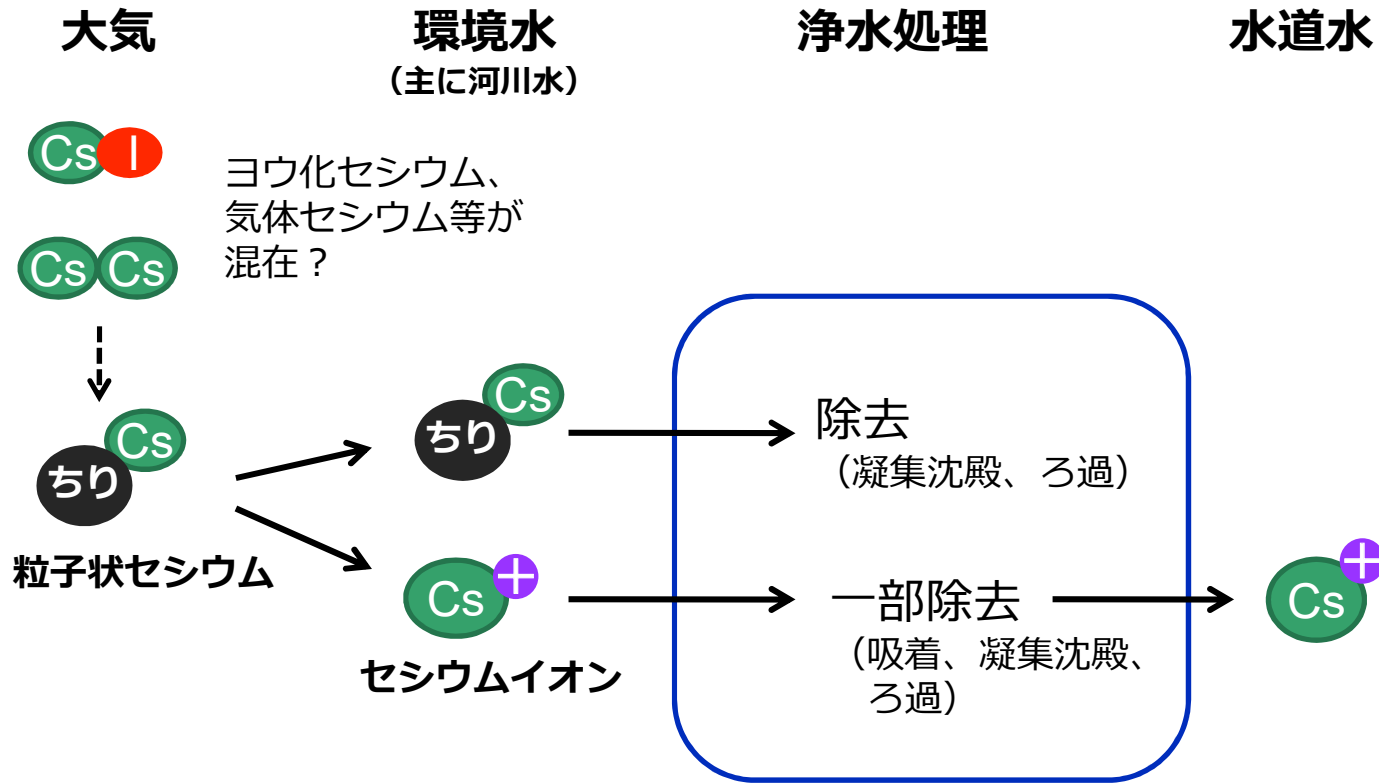 大気
環境水
（主に河川水）
浄水処理
水道水
Cs I
ヨウ化セシウム、
気体セシウム等が
混在？
Cs Cs
Cs
ちり
粒子状セシウム
Cs
ちり
除去
（凝集沈殿、ろ過）
Cs +
セシウムイオン
一部除去
（吸着、凝集沈殿、
ろ過）
Cs +